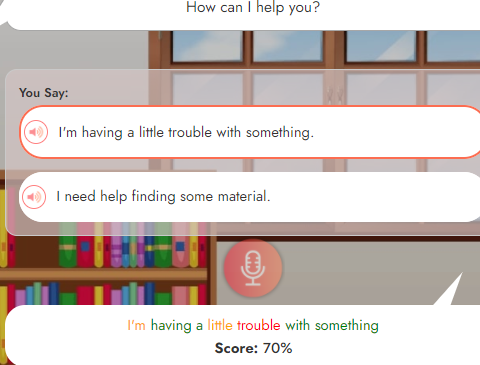 How can I help you?
You Say:
I'm having a little trouble with something.
I need help finding some material.
I'm having a little trouble with something
Score: 70%